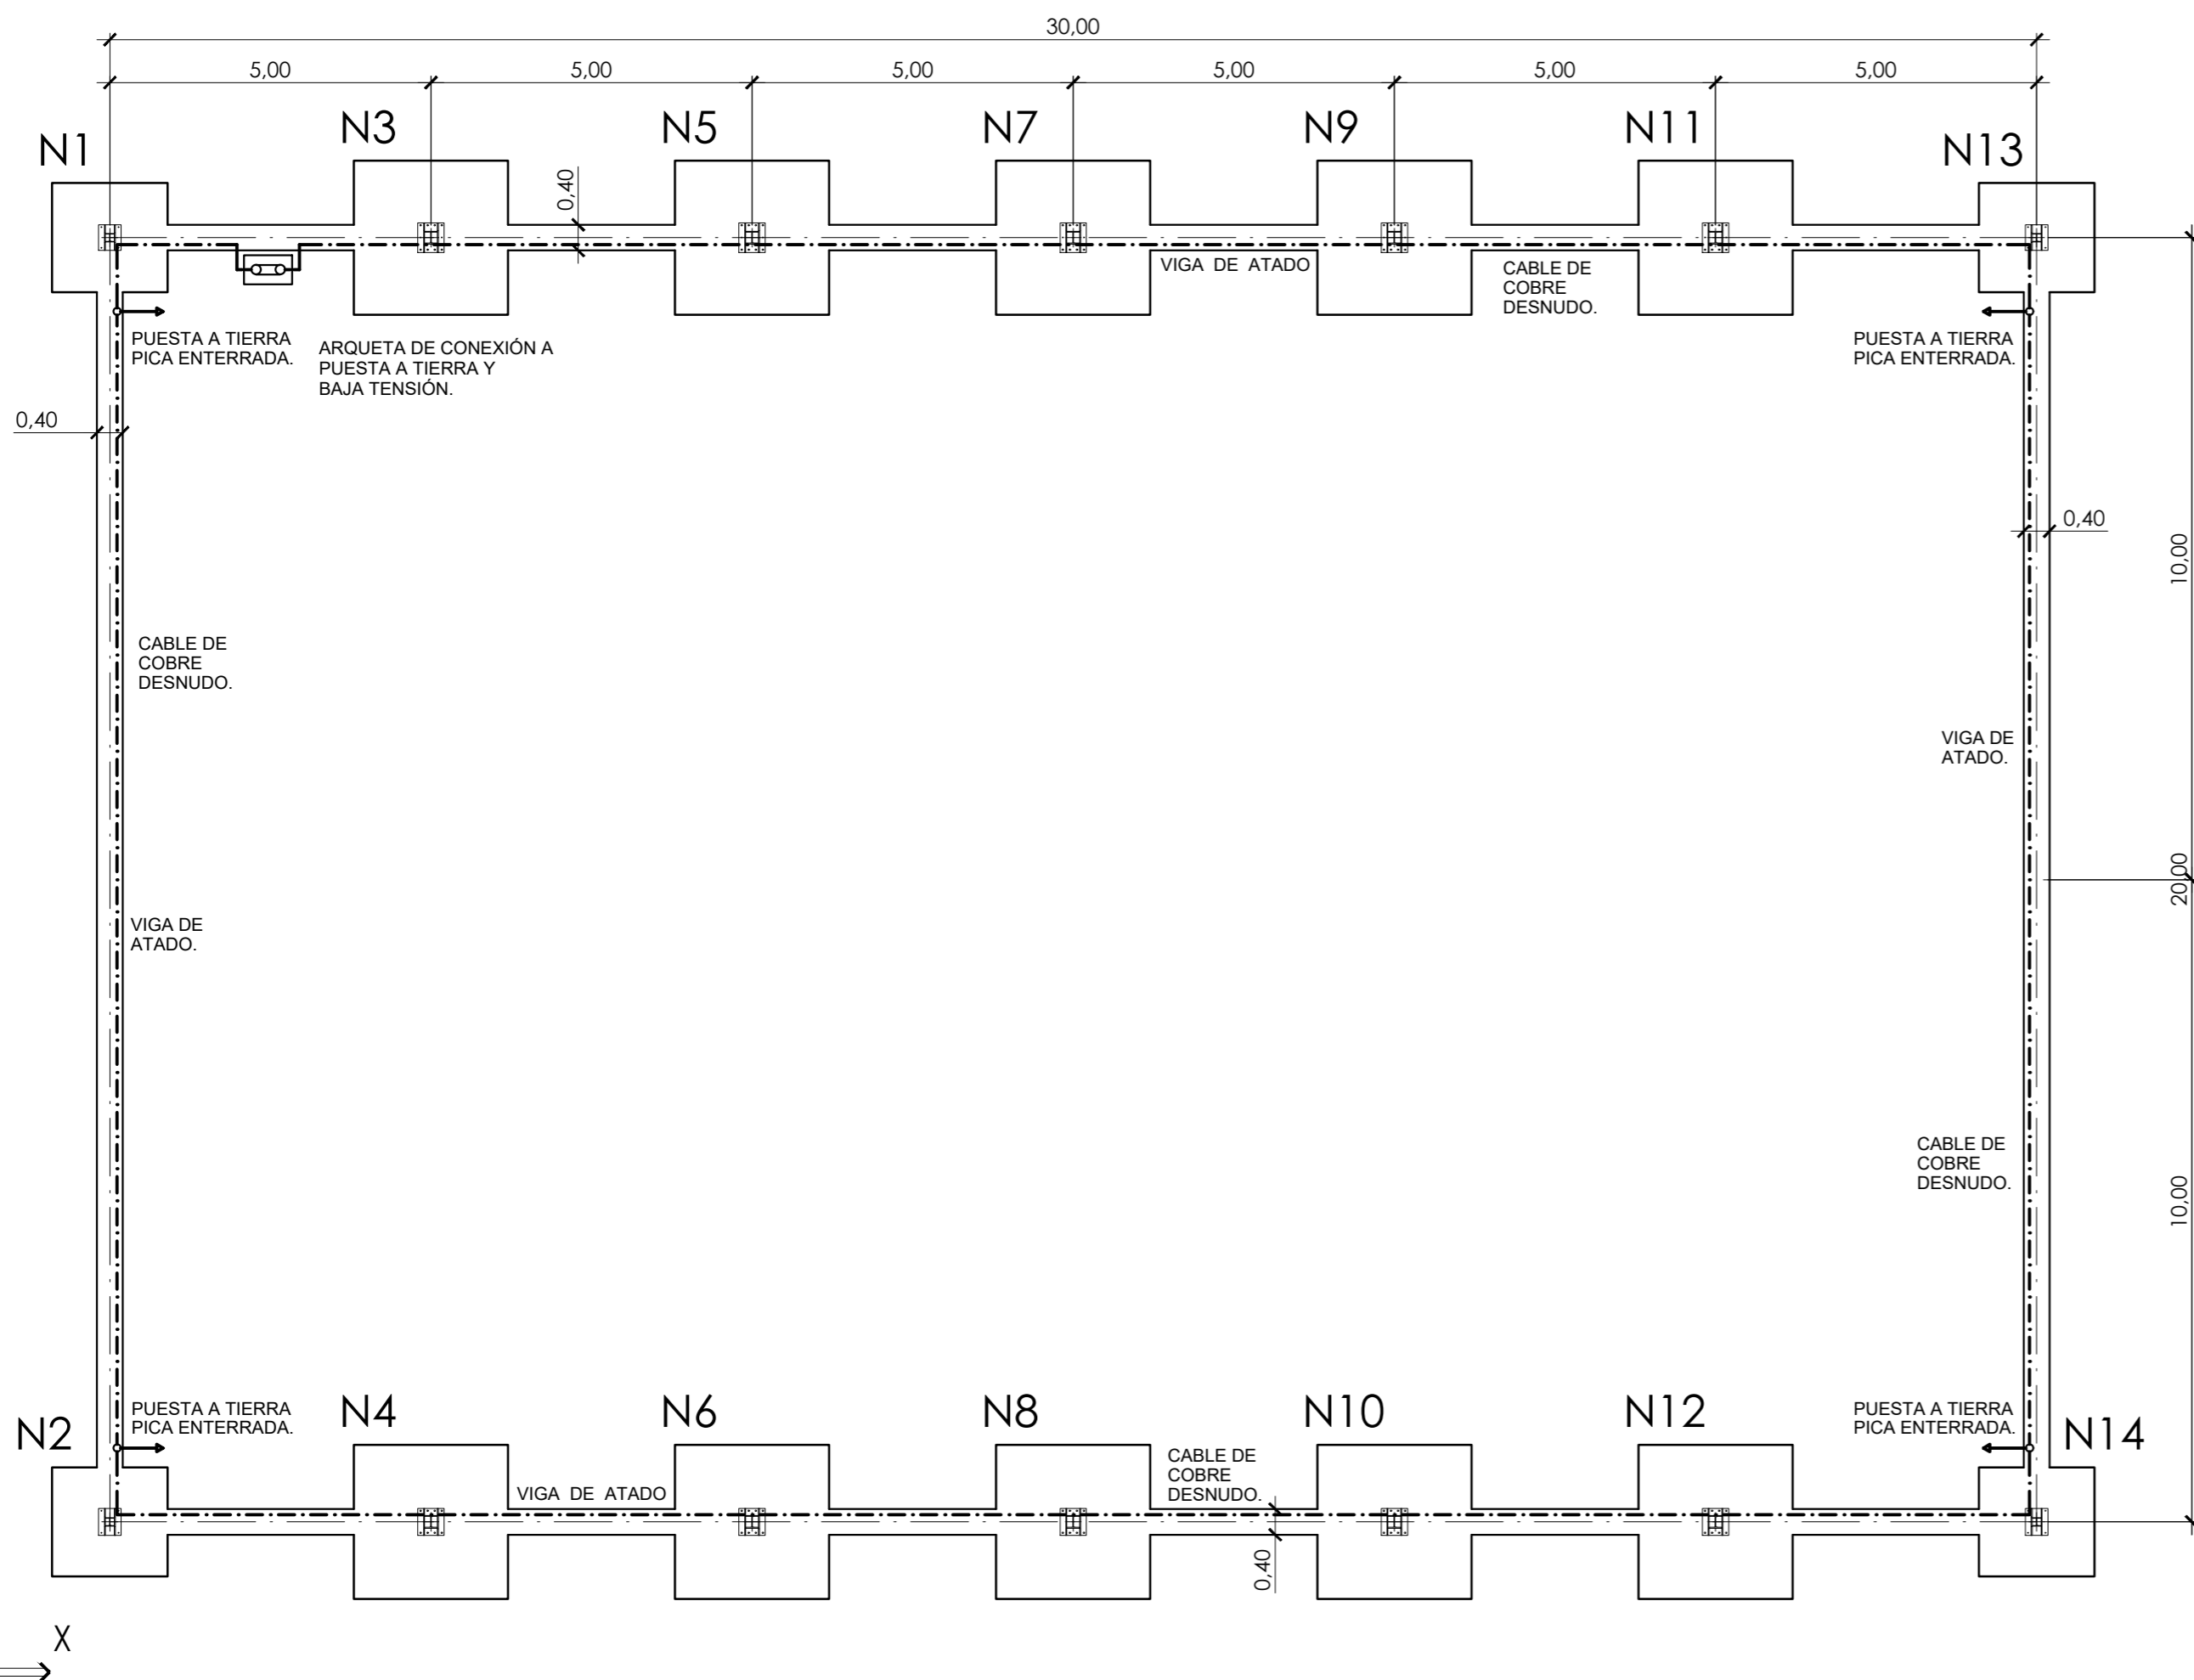 30,00
5,00
5,00
5,00
5,00
5,00
5,00
N1
N3
N5
N7
N9
N11
N13
0,40
VIGA DE ATADO
CABLE DE
COBRE
DESNUDO.
PUESTA A TIERRA
PICA ENTERRADA.
ARQUETA DE CONEXIÓN A
PUESTA A TIERRA Y
BAJA TENSIÓN.
PUESTA A TIERRA
PICA ENTERRADA.
0,40
0,40
10,00
CABLE DE
COBRE
DESNUDO.
VIGA DE
ATADO.
20,00
VIGA DE
ATADO.
CABLE DE
COBRE
DESNUDO.
10,00
N2
PUESTA A TIERRA
PICA ENTERRADA.
N4
N6
N8
N10
N12
PUESTA A TIERRA
PICA ENTERRADA.
N14
VIGA DE ATADO
CABLE DE
COBRE
DESNUDO.
0,40
X